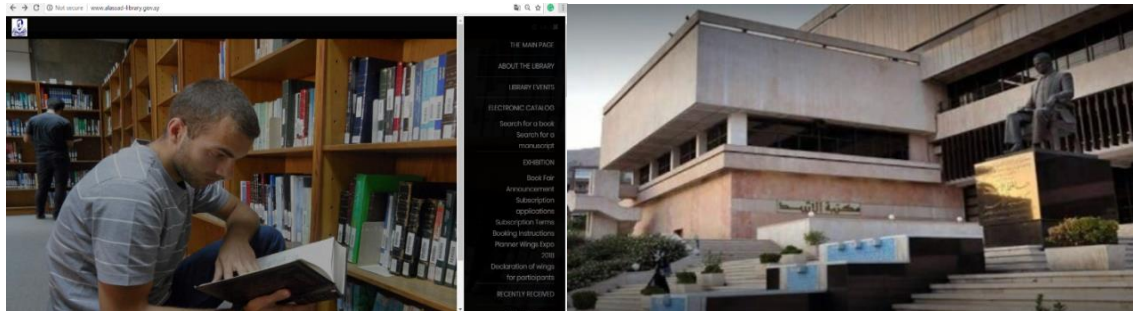 Not secure
www.alassad-library.gov.sy
THE MAIN PAGE
ABOUT THE LIBRARY
LIBRARY EVENTS
ELECTRONIC CATALOG
Search for a book
Search for a
manuscript
EXHIBITION
Book Fair
Announcement
Subscription
applications
Subscription Terms
Booking Instructions
Planner Wings Expo
2018
Declaration of wings
for participants
RECENTLY RECEIVED
مكتبة الأسد